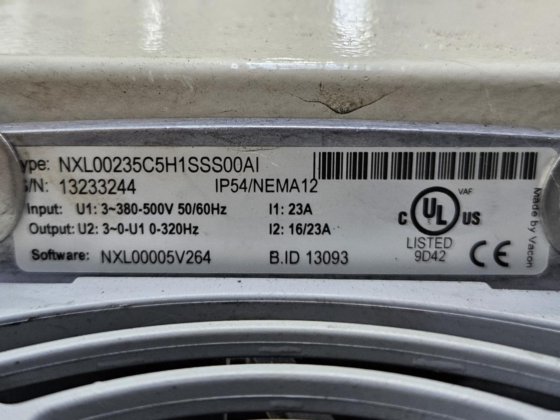 ype: NXL00235C5H1SSS00AI
S/N: 13233244 IP54/NEMA12
Input: U1: 3~380-500V 50/60Hz I1: 23A
Output: U2: 3~0-U1 0-320Hz I2: 16/23A
Software: NXL00005V264 B.ID 13093
VAF
C UL US
LISTED
9D42
CE
Made by Vacon